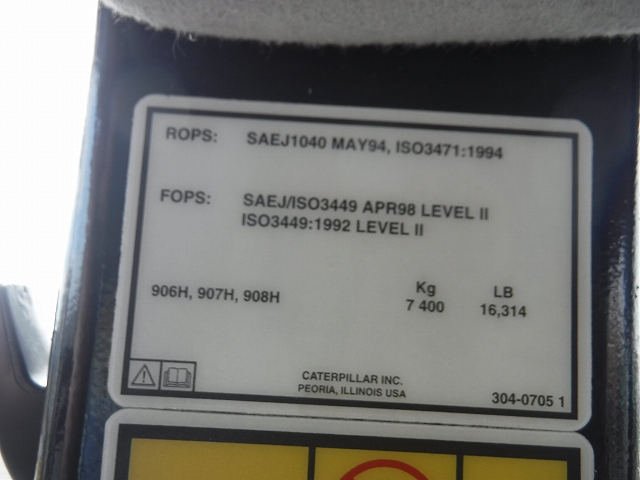 ROPS: SAEJ1040 MAY94, ISO3471:1994
FOPS: SAEJ/ISO3449 APR98 LEVEL II
ISO3449:1992 LEVEL II
Kg LB
906H, 907H, 908H 7 400 16,314
CATERPILLAR INC.
PEORIA, ILLINOIS USA
304-0705 1